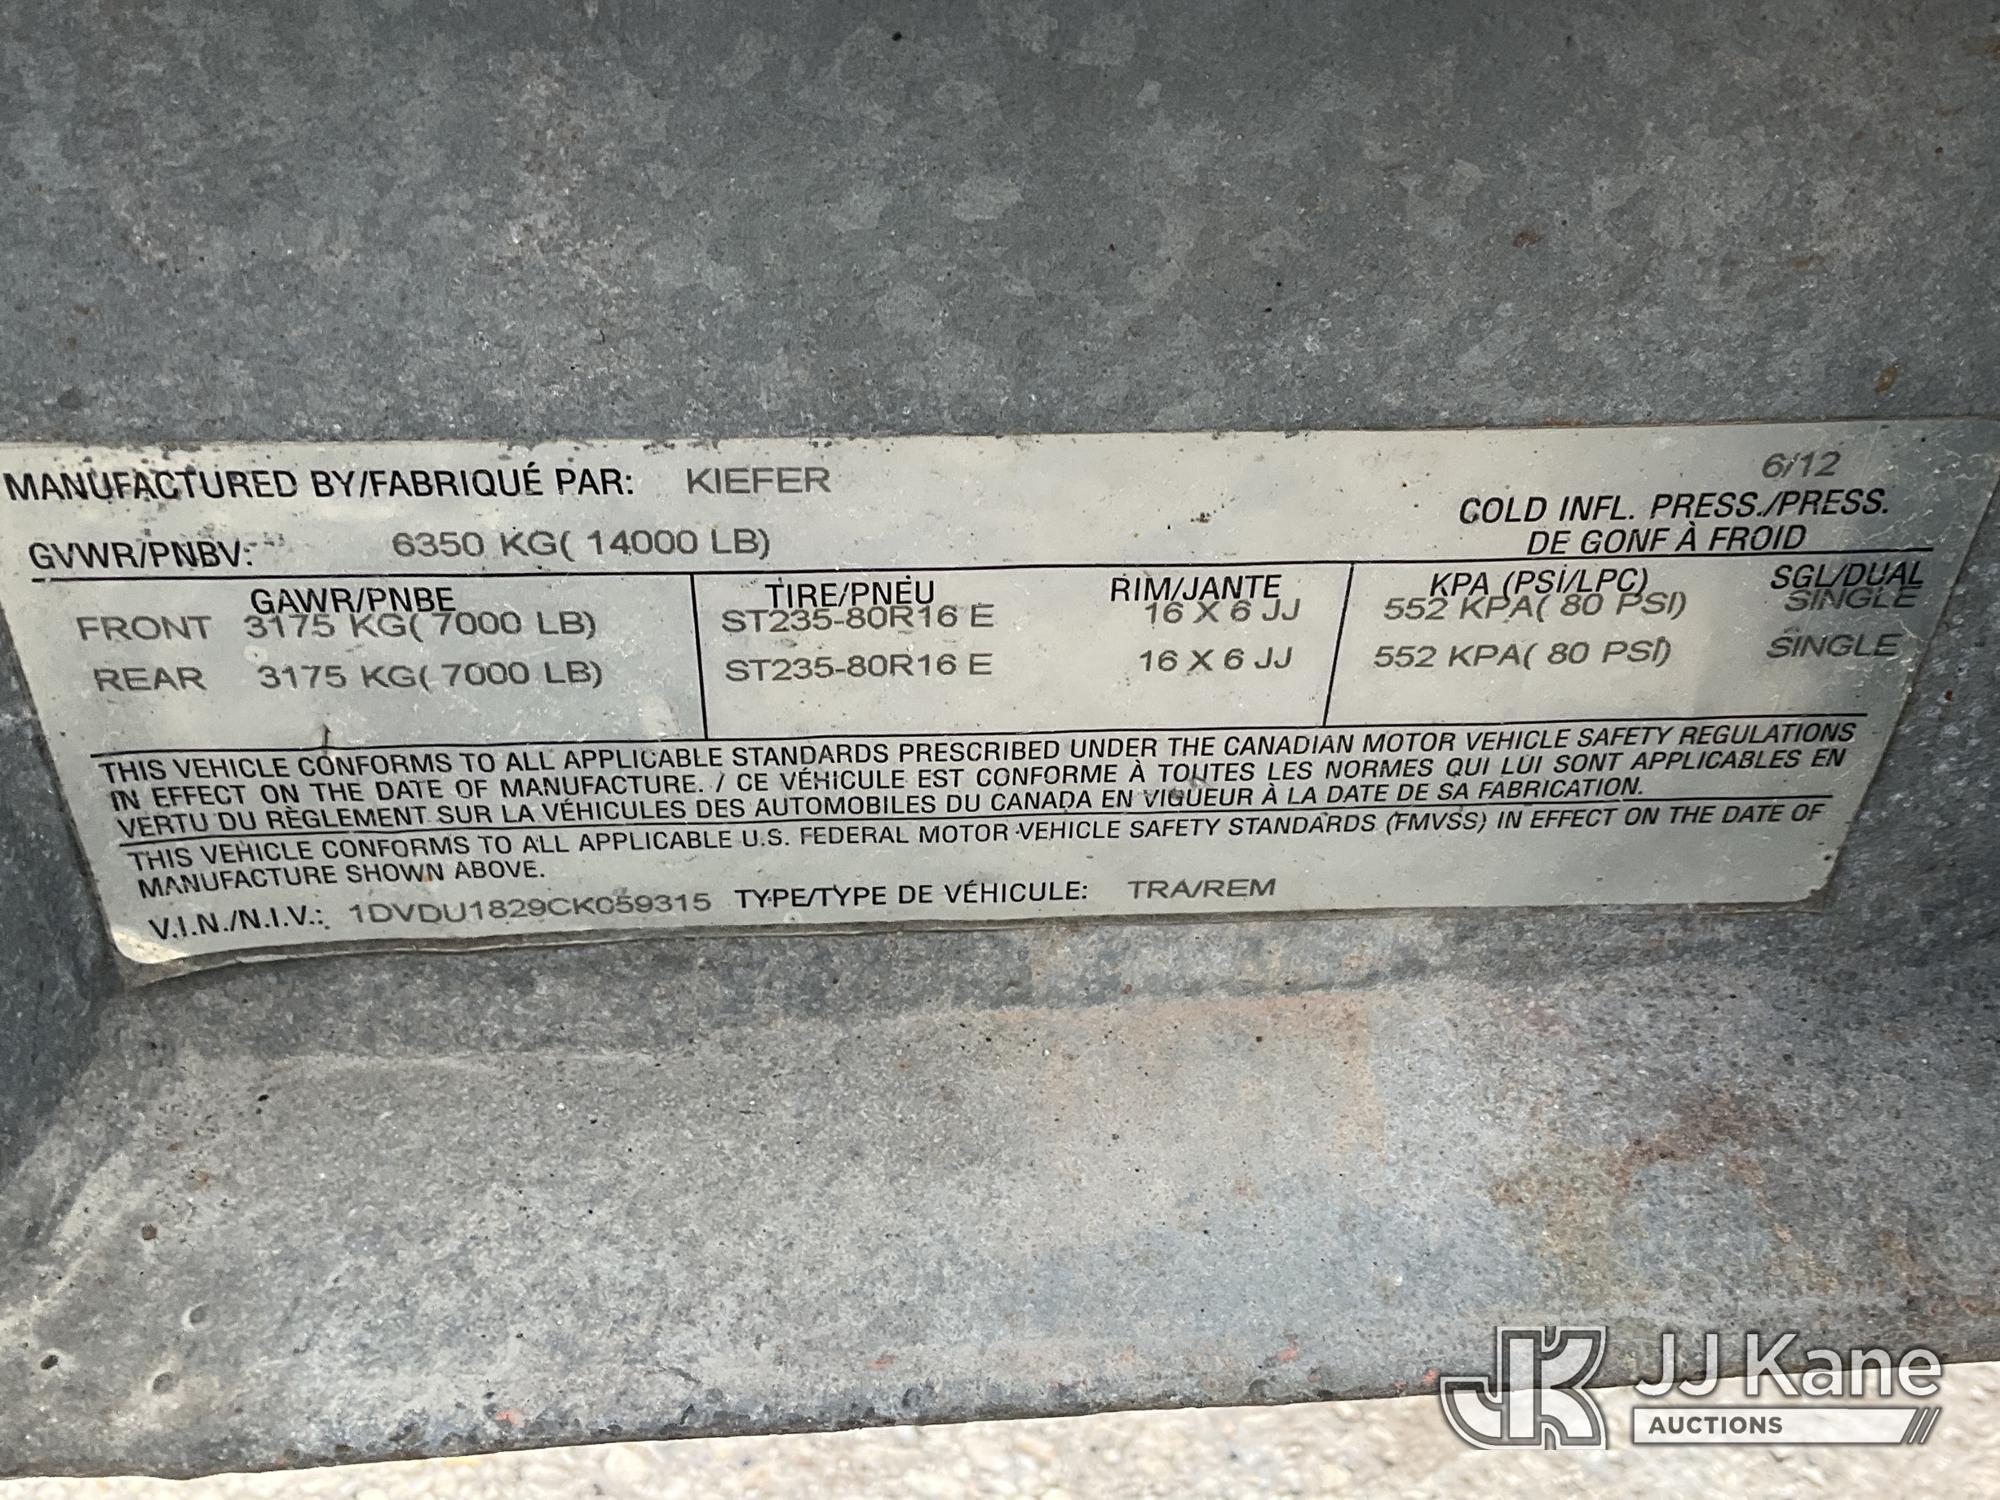 MANUFACTURED BY/FABRIQUÉ PAR: KIEFER 6/12
GVWR/PNBV: 6350 KG( 14000 LB) COLD INFL. PRESS./PRESS.
DE GONF À FROID
GAWR/PNBE TIRE/PNEU RIM/JANTE KPA (PSI/LPC) SGL/DUAL
FRONT 3175 KG( 7000 LB) ST235-80R16 E 16 X 6 JJ 552 KPA( 80 PSI) SINGLE
REAR 3175 KG( 7000 LB) ST235-80R16 E 16 X 6 JJ 552 KPA( 80 PSI) SINGLE
THIS VEHICLE CONFORMS TO ALL APPLICABLE STANDARDS PRESCRIBED UNDER THE CANADIAN MOTOR VEHICLE SAFETY REGULATIONS
IN EFFECT ON THE DATE OF MANUFACTURE. / CE VÉHICULE EST CONFORME À TOUTES LES NORMES QUI LUI SONT APPLICABLES EN
VERTU DU RÈGLEMENT SUR LA VÉHICULES DES AUTOMOBILES DU CANADA EN VIGUEUR À LA DATE DE SA FABRICATION.
THIS VEHICLE CONFORMS TO ALL APPLICABLE U.S. FEDERAL MOTOR VEHICLE SAFETY STANDARDS (FMVSS) IN EFFECT ON THE DATE OF
MANUFACTURE SHOWN ABOVE.
V.I.N./N.I.V.: 1DVDU1829CK059315 TYPE/TYPE DE VÉHICULE: TRA/REM
JK JJ Kane
AUCTIONS